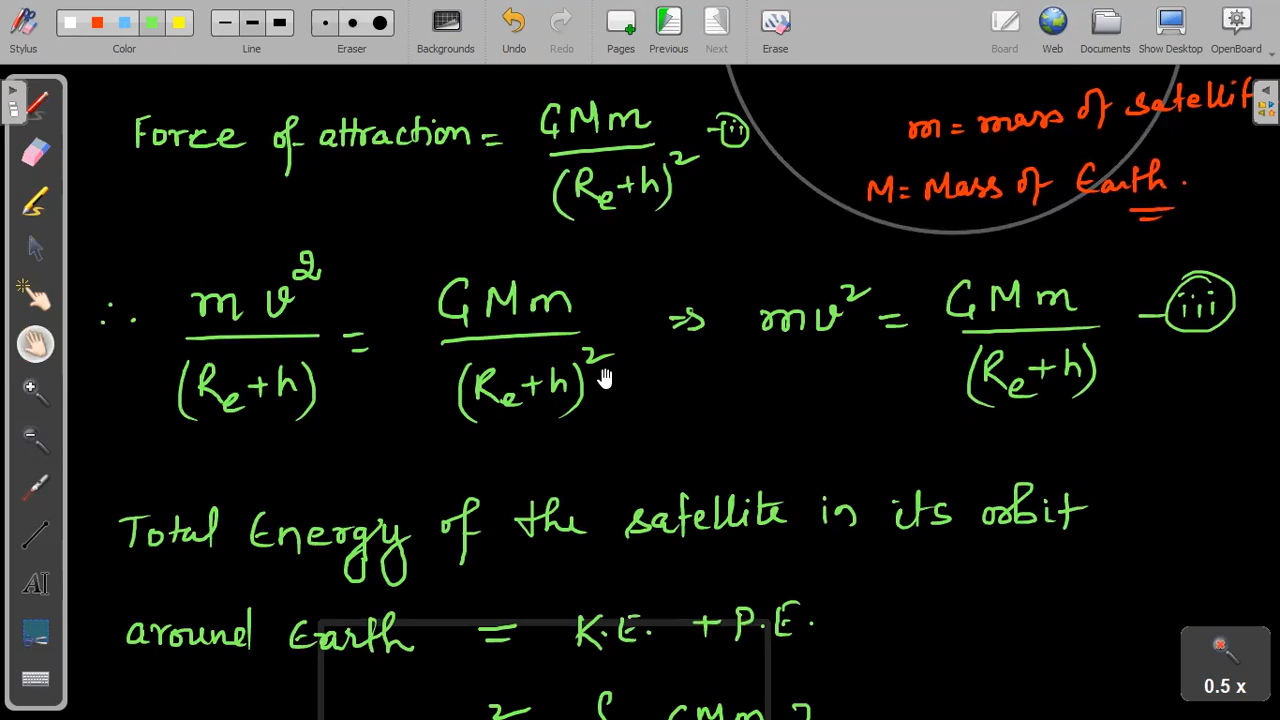 Stylus Color Line Eraser Backgrounds Undo Redo Pages Previous Next Erase Board Web Documents Show Desktop OpenBoard
Force of attraction = GMm / (Re+h)² - (ii)
m = mass of satellit
M = Mass of Earth.
∴ mv² / (Re+h) = GMm / (Re+h)² ⇒ mv² = GMm / (Re+h) - (iii)
Total Energy of the satellite in its orbit
around Earth = K.E. + P.E.
0.5 x